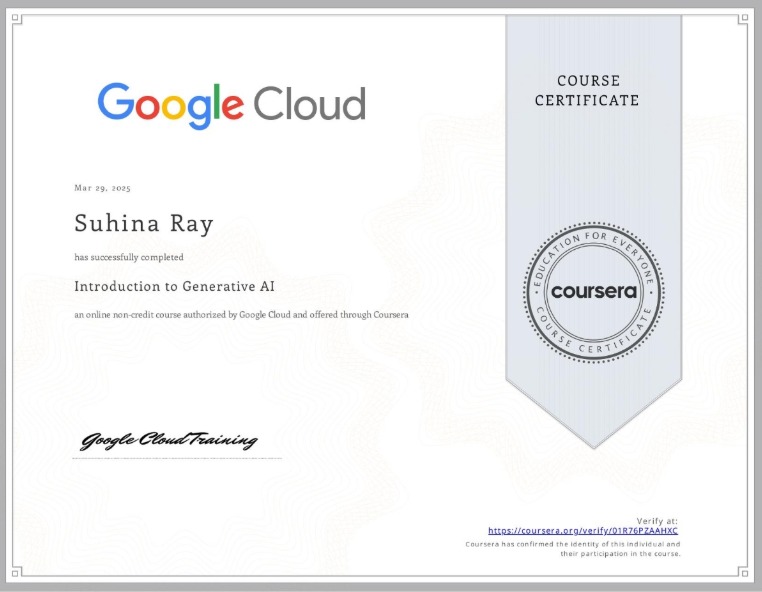 Google Cloud
COURSE
CERTIFICATE
Mar 29, 2025
Suhina Ray
has successfully completed
Introduction to Generative AI
an online non-credit course authorized by Google Cloud and offered through Coursera
EDUCATION FOR EVERYONE
coursera
COURSE CERTIFICATE
Google Cloud Training
Verify at:
https://coursera.org/verify/01R76PZAAHXC
Coursera has confirmed the identity of this individual and
their participation in the course.